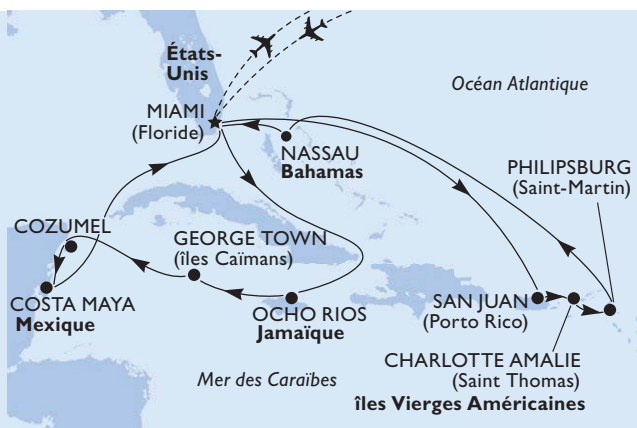 États-
Unis
Océan Atlantique
MIAMI
(Floride)
NASSAU
Bahamas
PHILIPSBURG
(Saint-Martin)
COZUMEL
GEORGE TOWN
(îles Caïmans)
COSTA MAYA
Mexique
OCHO RIOS
Jamaïque
SAN JUAN
(Porto Rico)
CHARLOTTE AMALIE
(Saint Thomas)
îles Vierges Américaines
Mer des Caraïbes